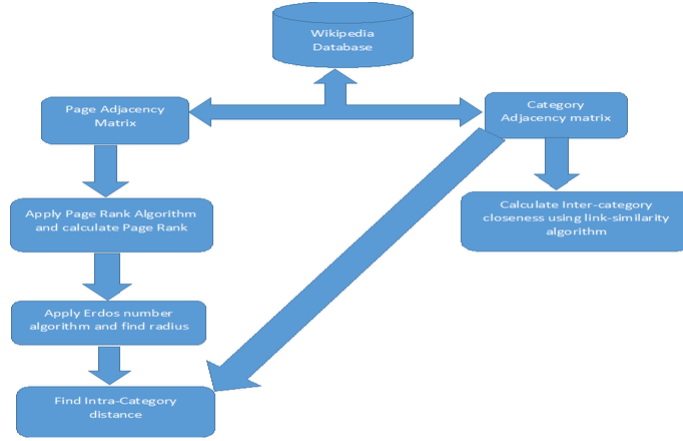 Wikipedia
Database
Page Adjacency
Matrix
Category
Adjacency matrix
Apply Page Rank Algorithm
and calculate Page Rank
Calculate Inter-category
closeness using link-similarity
algorithm
Apply Erdos number
algorithm and find radius
Find Intra-Category
distance